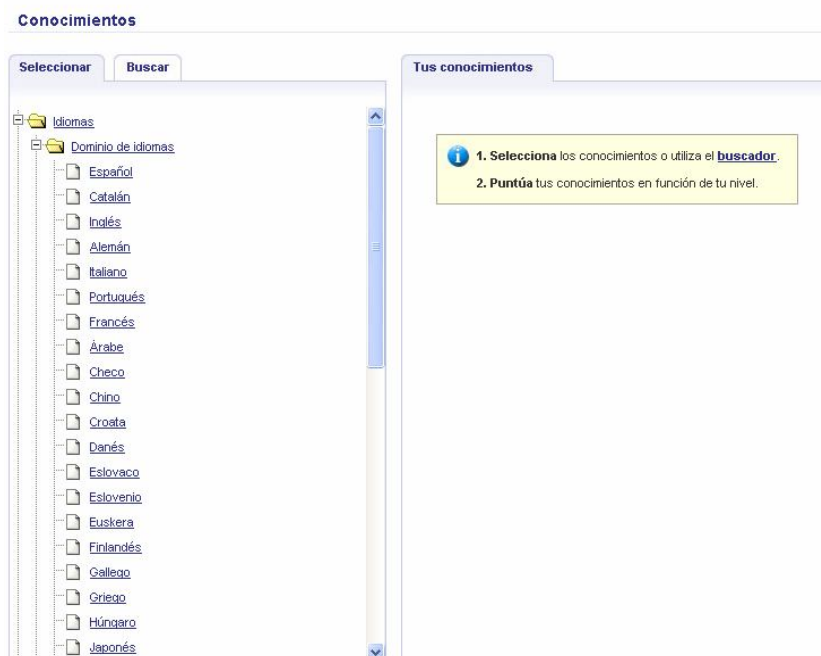 Conocimientos
Seleccionar
Buscar
Idiomas
Dominio de idiomas
Español
Catalán
Inglés
Alemán
Italiano
Portugués
Francés
Árabe
Checo
Chino
Croata
Danés
Eslovaco
Eslovenio
Euskera
Finlandés
Gallego
Griego
Húngaro
Japonés
Tus conocimientos
1. Selecciona los conocimientos o utiliza el buscador.
2. Puntúa tus conocimientos en función de tu nivel.